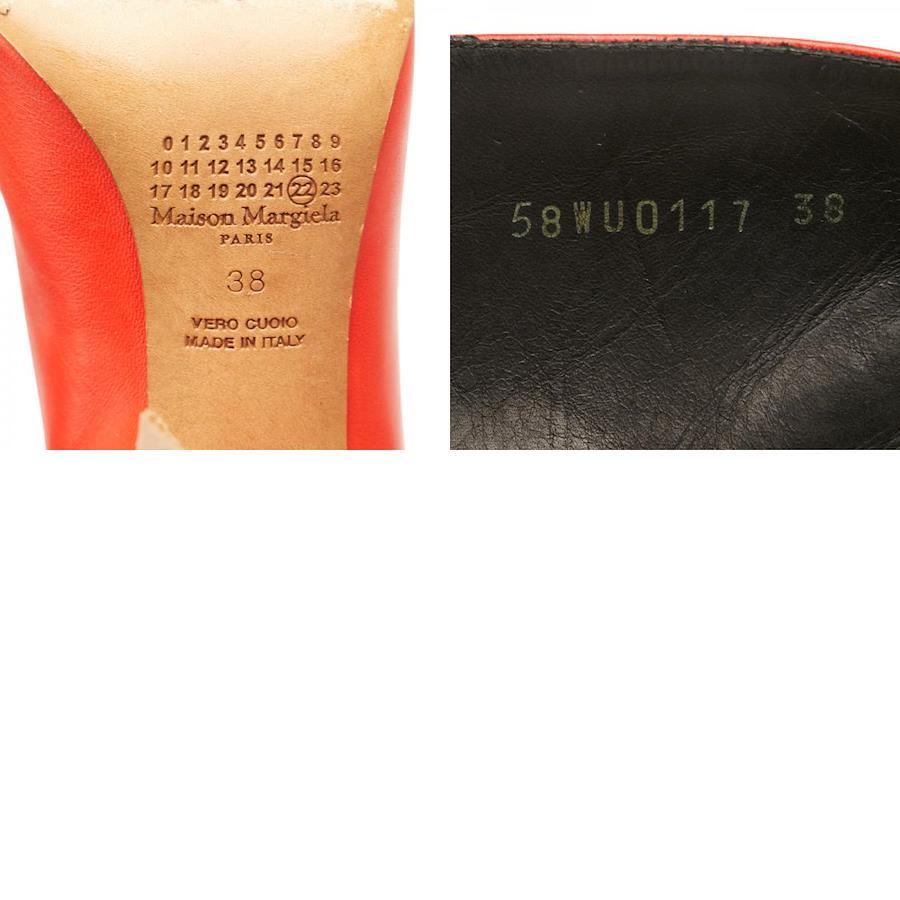 0 1 2 3 4 5 6 7 8 9
10 11 12 13 14 15 16
17 18 19 20 21 22 23
Maison Margiela
PARIS
38
VERO CUOIO
MADE IN ITALY
58WU0117 38